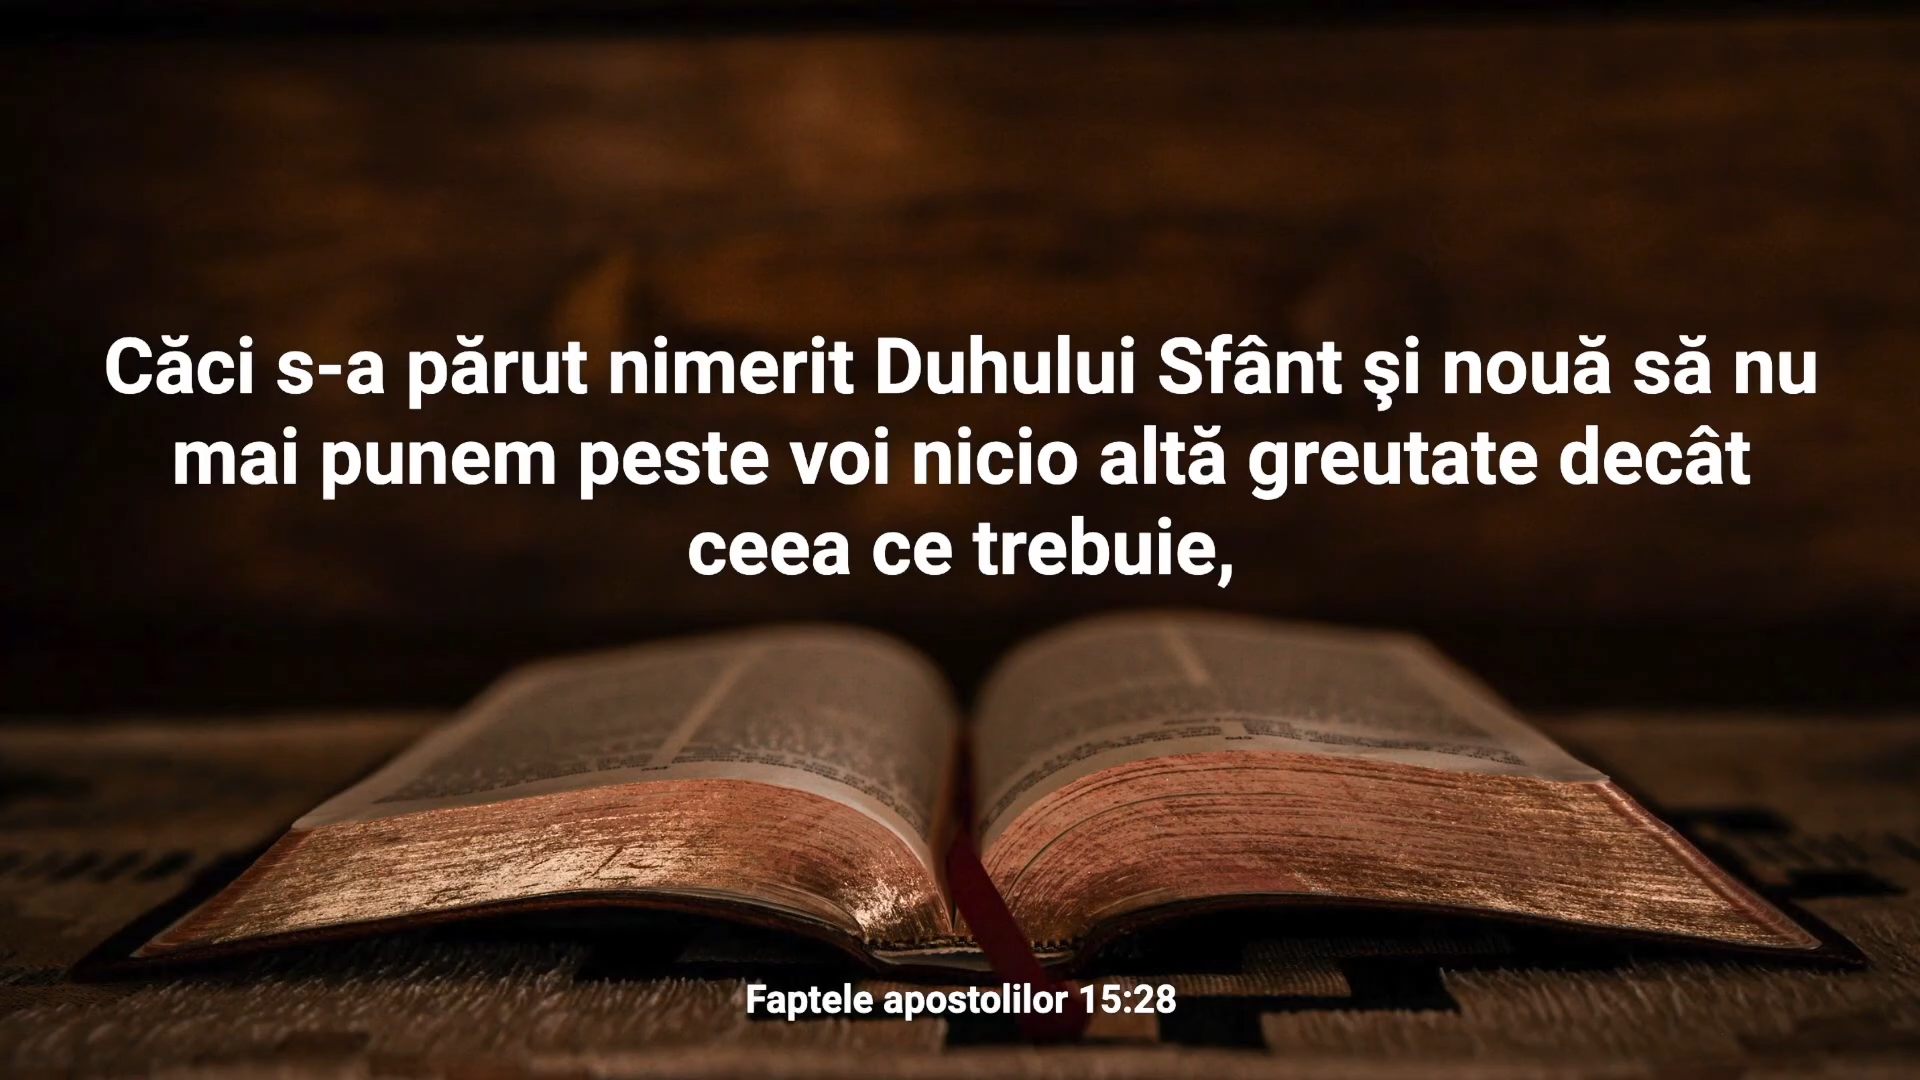 Căci s-a părut nimerit Duhului Sfânt şi nouă să nu
mai punem peste voi nicio altă greutate decât
ceea ce trebuie,
Faptele apostolilor 15:28